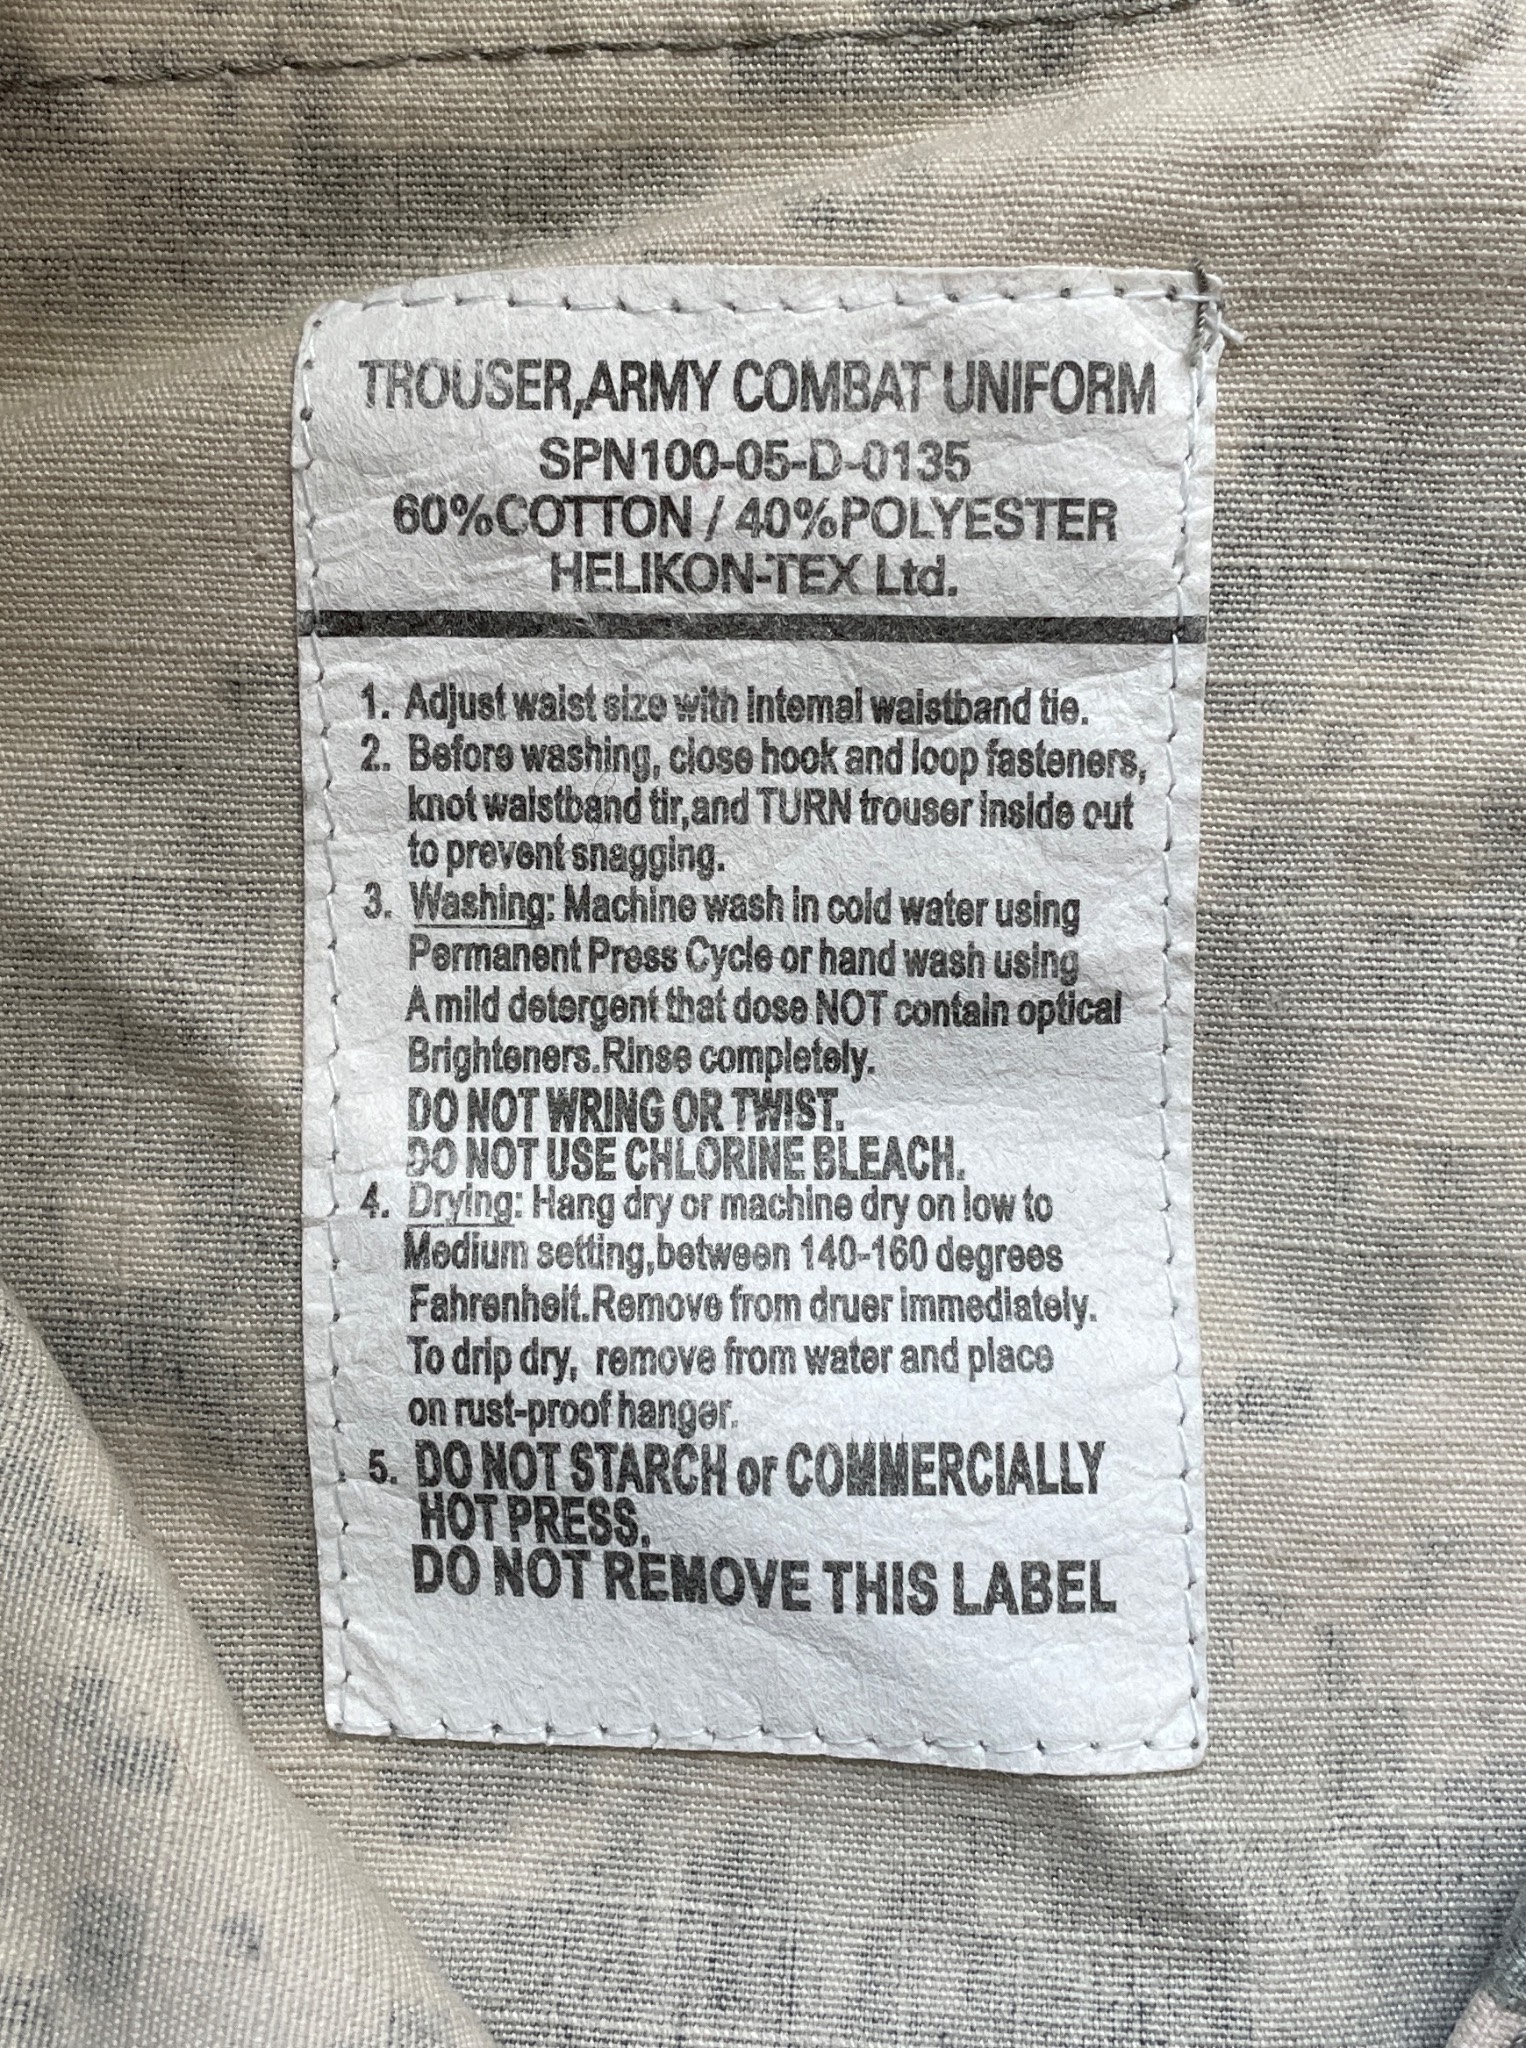 TROUSER,ARMY COMBAT UNIFORM
SPN100-05-D-0135
60%COTTON / 40%POLYESTER
HELIKON-TEX Ltd.
1. Adjust waist size with internal waistband tie.
2. Before washing, close hook and loop fasteners,
knot waistband tir,and TURN trouser inside out
to prevent snagging.
3. Washing: Machine wash in cold water using
Permanent Press Cycle or hand wash using
A mild detergent that dose NOT contain optical
Brighteners.Rinse completely.
DO NOT WRING OR TWIST.
DO NOT USE CHLORINE BLEACH.
4. Drying: Hang dry or machine dry on low to
Medium setting,between 140-160 degrees
Fahrenheit.Remove from druer immediately.
To drip dry, remove from water and place
on rust-proof hanger.
5. DO NOT STARCH or COMMERCIALLY
HOT PRESS.
DO NOT REMOVE THIS LABEL